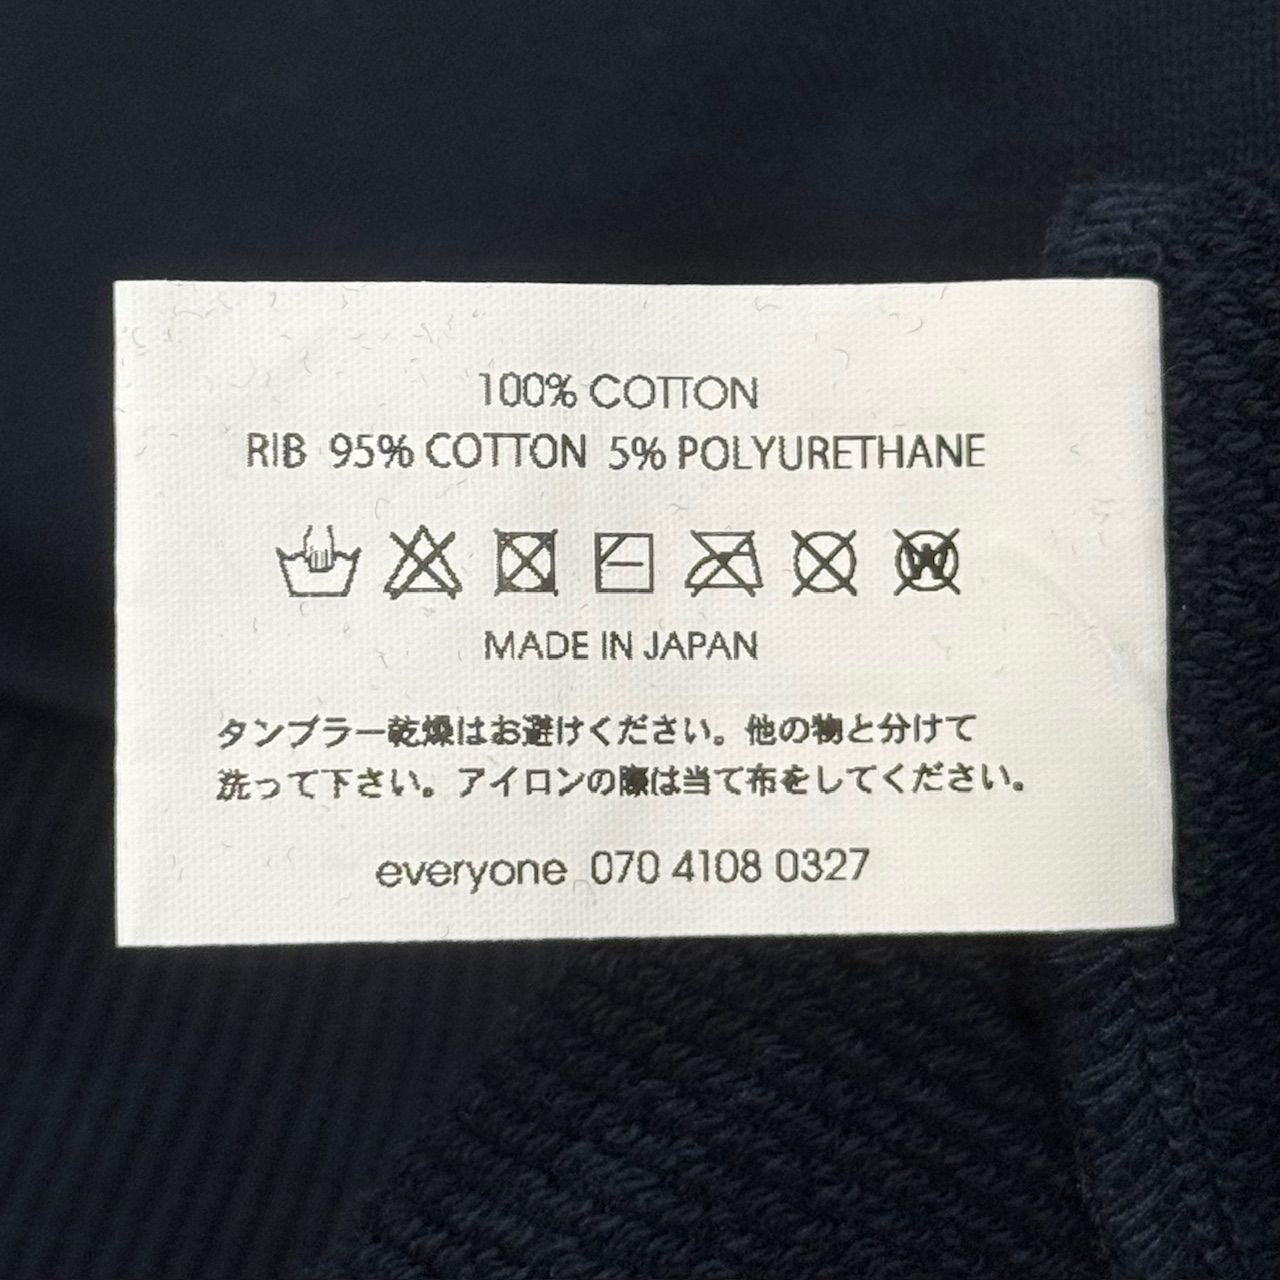 100% COTTON
RIB 95% COTTON 5% POLYURETHANE
W
MADE IN JAPAN
タンブラー乾燥はお避けください。他の物と分けて
洗って下さい。アイロンの際は当て布をしてください。
everyone 070 4108 0327